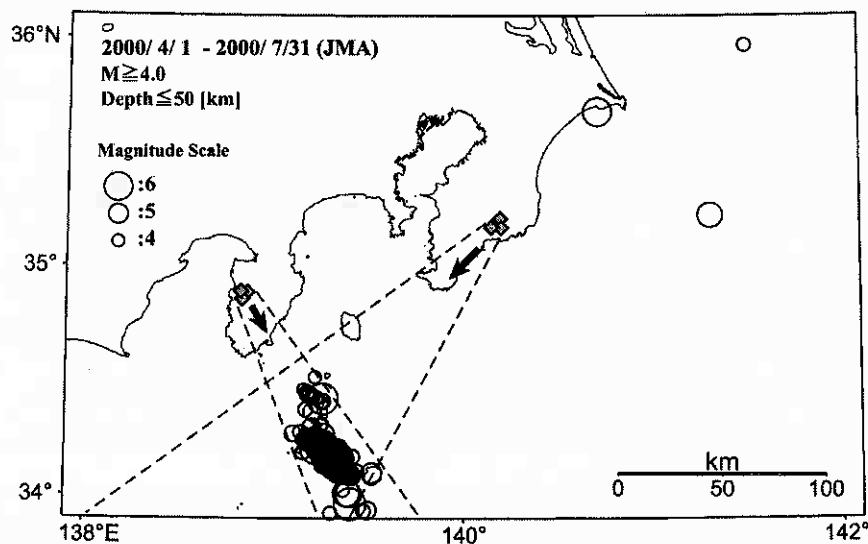 36°N
2000/ 4/ 1 - 2000/ 7/31 (JMA)
M≧4.0
Depth≦50 [km]
Magnitude Scale
:6
:5
:4
35°
34°
km
0 50 100
138°E 140° 142°